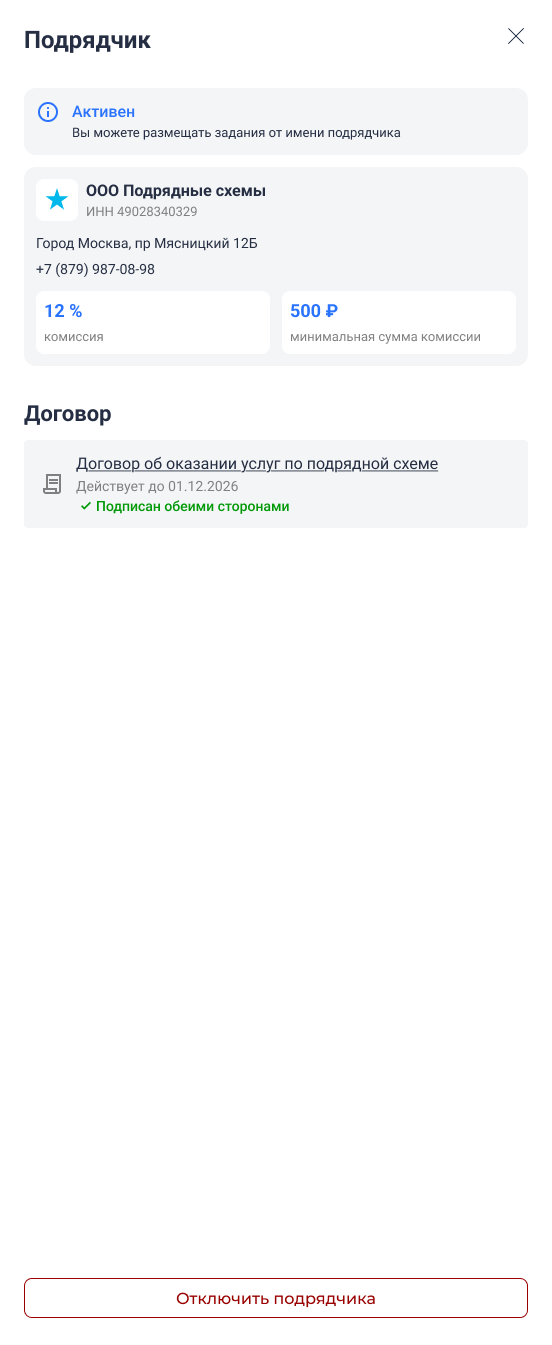 Подрядчик
Активен
Вы можете размещать задания от имени подрядчика
ООО Подрядные схемы
ИНН 49028340329
Город Москва, пр Мясницкий 12Б
+7 (879) 987-08-98
12 %
комиссия
500 ₽
минимальная сумма комиссии
Договор
Договор об оказании услуг по подрядной схеме
Действует до 01.12.2026
Подписан обеими сторонами
Отключить подрядчика